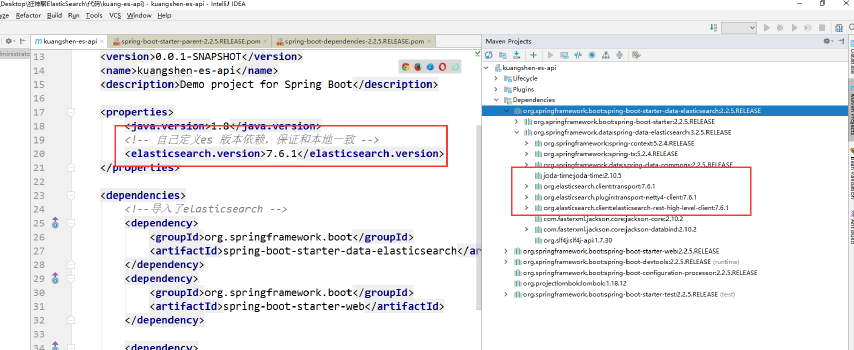 Desktop\狂神聊ElasticSearch\代码\kuang-es-api] - kuangshen-es-api - IntelliJ IDEA
Refactor Build Run Tools VCS Window Help
kuangshen-es-api
spring-boot-starter-parent-2.2.5.RELEASE.pom
spring-boot-dependencies-2.2.5.RELEASE.pom
13 <version>0.0.1-SNAPSHOT</version>
14 <name>kuangshen-es-api</name>
15 <description>Demo project for Spring Boot</description>
16
17 <properties>
18 <java.version>1.8</java.version>
19 <!-- 自己定义es 版本依赖，保证和本地一致 -->
20 <elasticsearch.version>7.6.1</elasticsearch.version>
21 </properties>
22
23 <dependencies>
24 <!--导入了elasticsearch -->
25 <dependency>
26 <groupId>org.springframework.boot</groupId>
27 <artifactId>spring-boot-starter-data-elasticsearch</ar
28 </dependency>
29 <dependency>
30 <groupId>org.springframework.boot</groupId>
31 <artifactId>spring-boot-starter-web</artifactId>
32 </dependency>
33
34 <dependency>
Maven Projects
kuangshen-es-api
Lifecycle
Plugins
Dependencies
org.springframework.boot:spring-boot-starter-data-elasticsearch:2.2.5.RELEASE
org.springframework.boot:spring-boot-starter:2.2.5.RELEASE
org.springframework.data:spring-data-elasticsearch:3.2.5.RELEASE
org.springframework:spring-context:5.2.4.RELEASE
org.springframework:spring-tx:5.2.4.RELEASE
org.springframework.data:spring-data-commons:2.2.5.RELEASE
joda-time:joda-time:2.10.5
org.elasticsearch.client:transport:7.6.1
org.elasticsearch.plugin:transport-netty4-client:7.6.1
org.elasticsearch.client:elasticsearch-rest-high-level-client:7.6.1
com.fasterxml.jackson.core:jackson-core:2.10.2
com.fasterxml.jackson.core:jackson-databind:2.10.2
org.slf4j:slf4j-api:1.7.30
org.springframework.boot:spring-boot-starter-web:2.2.5.RELEASE
org.springframework.boot:spring-boot-devtools:2.2.5.RELEASE (runtime)
org.springframework.boot:spring-boot-configuration-processor:2.2.5.RELEASE
org.projectlombok:lombok:1.18.12
org.springframework.boot:spring-boot-starter-test:2.2.5.RELEASE (test)